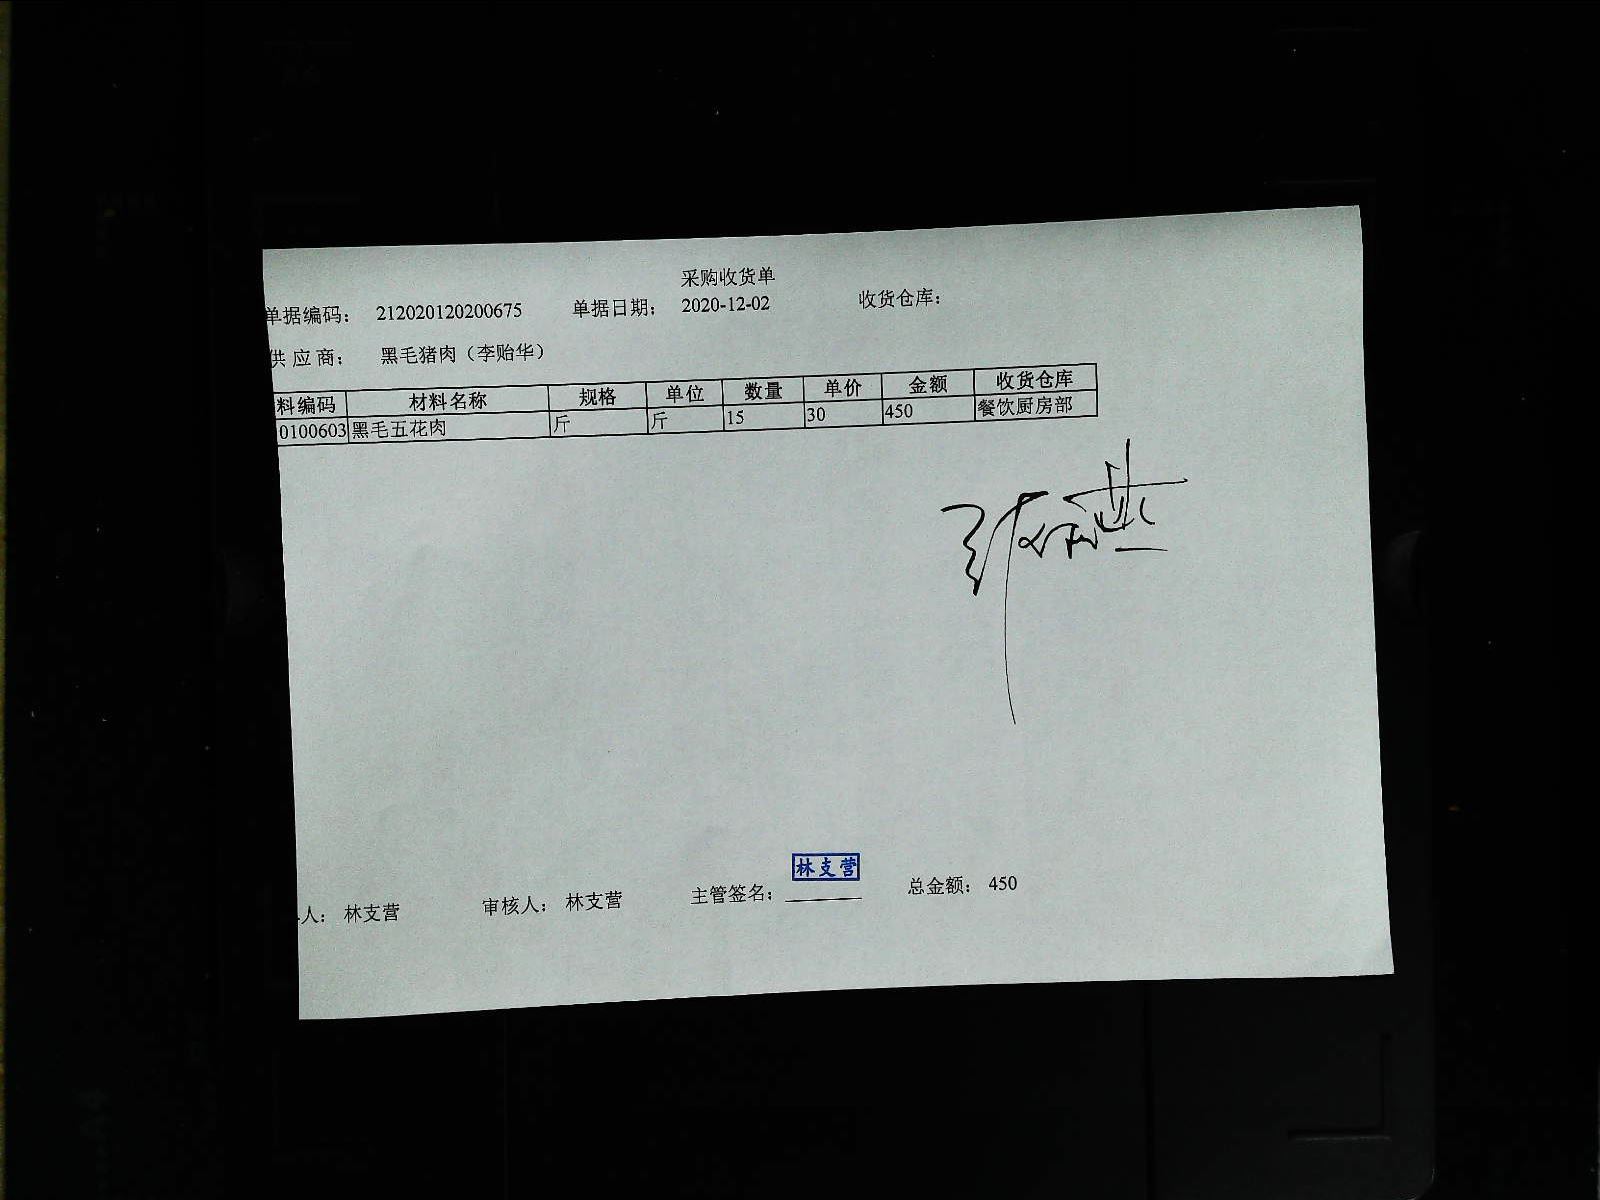 采购收货单
单据编码： 212020120200675 单据日期： 2020-12-02 收货仓库：
供应商： 黑毛猪肉（李贻华）
料编码 材料名称 规格 单位 数量 单价 金额 收货仓库
0100603 黑毛五花肉 斤 斤 15 30 450 餐饮厨房部
林支营
人： 林支营 审核人： 林支营 主管签名： 总金额： 450